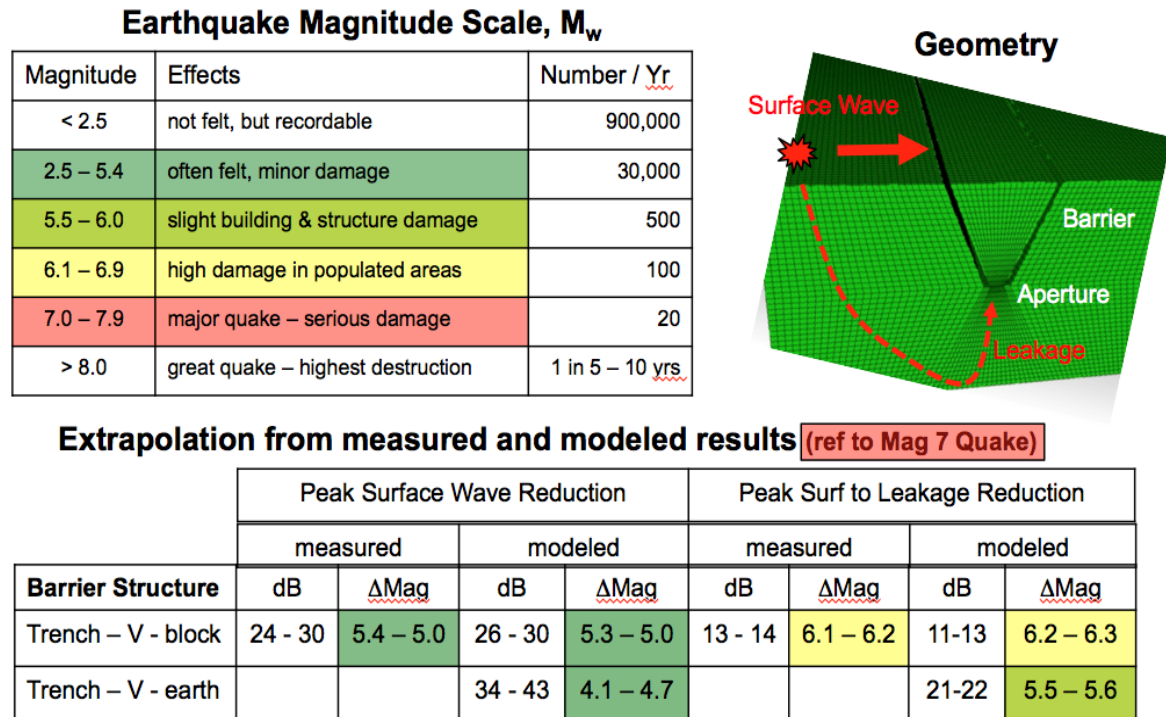 Earthquake Magnitude Scale, Mw
Magnitude Effects Number / Yr
< 2.5 not felt, but recordable 900,000
2.5 – 5.4 often felt, minor damage 30,000
5.5 – 6.0 slight building & structure damage 500
6.1 – 6.9 high damage in populated areas 100
7.0 – 7.9 major quake – serious damage 20
> 8.0 great quake – highest destruction 1 in 5 – 10 yrs
Geometry
Surface Wave
Barrier
Aperture
Leakage
Extrapolation from measured and modeled results (ref to Mag 7 Quake)
Peak Surface Wave Reduction Peak Surf to Leakage Reduction
measured modeled measured modeled
Barrier Structure dB ΔMag dB ΔMag dB ΔMag dB ΔMag
Trench – V - block 24 - 30 5.4 – 5.0 26 - 30 5.3 – 5.0 13 - 14 6.1 – 6.2 11-13 6.2 – 6.3
Trench – V - earth 34 - 43 4.1 – 4.7 21-22 5.5 – 5.6